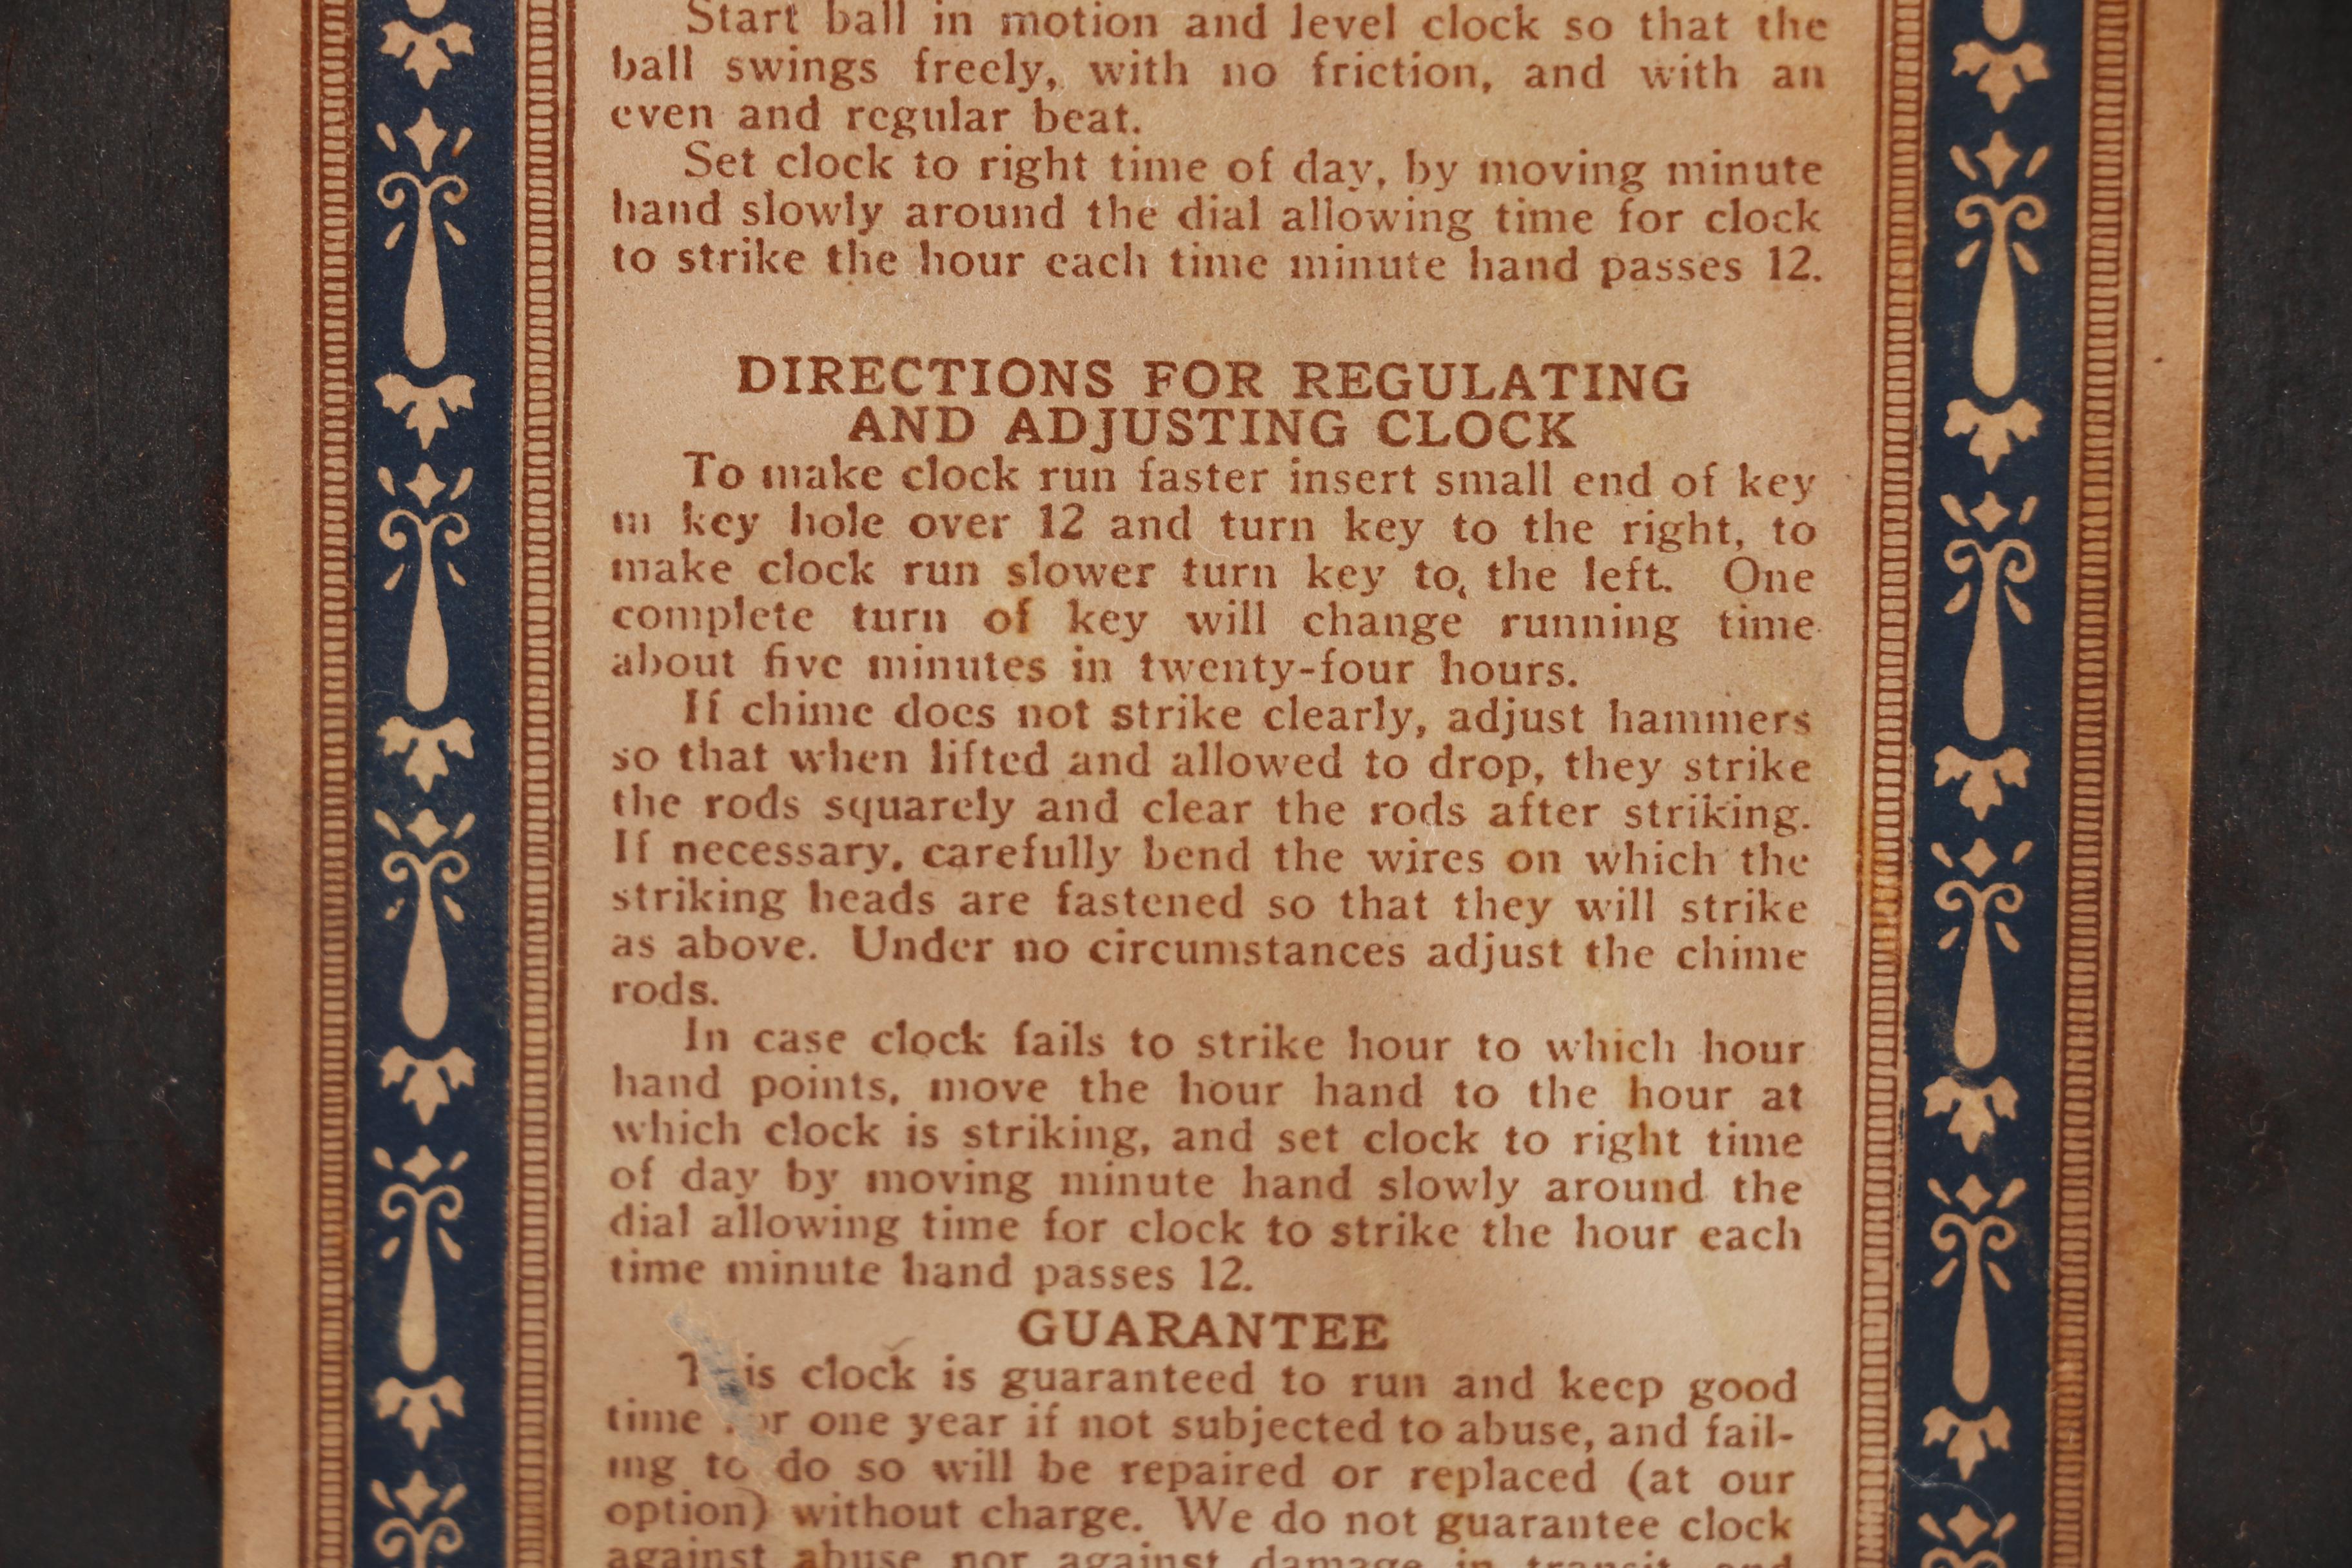 Start ball in motion and level clock so that the
ball swings freely, with no friction, and with an
even and regular beat.
Set clock to right time of day, by moving minute
hand slowly around the dial allowing time for clock
to strike the hour each time minute hand passes 12.
DIRECTIONS FOR REGULATING
AND ADJUSTING CLOCK
To make clock run faster insert small end of key
in key hole over 12 and turn key to the right, to
make clock run slower turn key to the left. One
complete turn of key will change running time
about five minutes in twenty-four hours.
If chime does not strike clearly, adjust hammers
so that when lifted and allowed to drop, they strike
the rods squarely and clear the rods after striking.
If necessary, carefully bend the wires on which the
striking heads are fastened so that they will strike
as above. Under no circumstances adjust the chime
rods.
In case clock fails to strike hour to which hour
hand points, move the hour hand to the hour at
which clock is striking, and set clock to right time
of day by moving minute hand slowly around the
dial allowing time for clock to strike the hour each
time minute hand passes 12.
GUARANTEE
This clock is guaranteed to run and keep good
time for one year if not subjected to abuse, and fail-
ing to do so will be repaired or replaced (at our
option) without charge. We do not guarantee clock
against abuse nor against damage in transit and